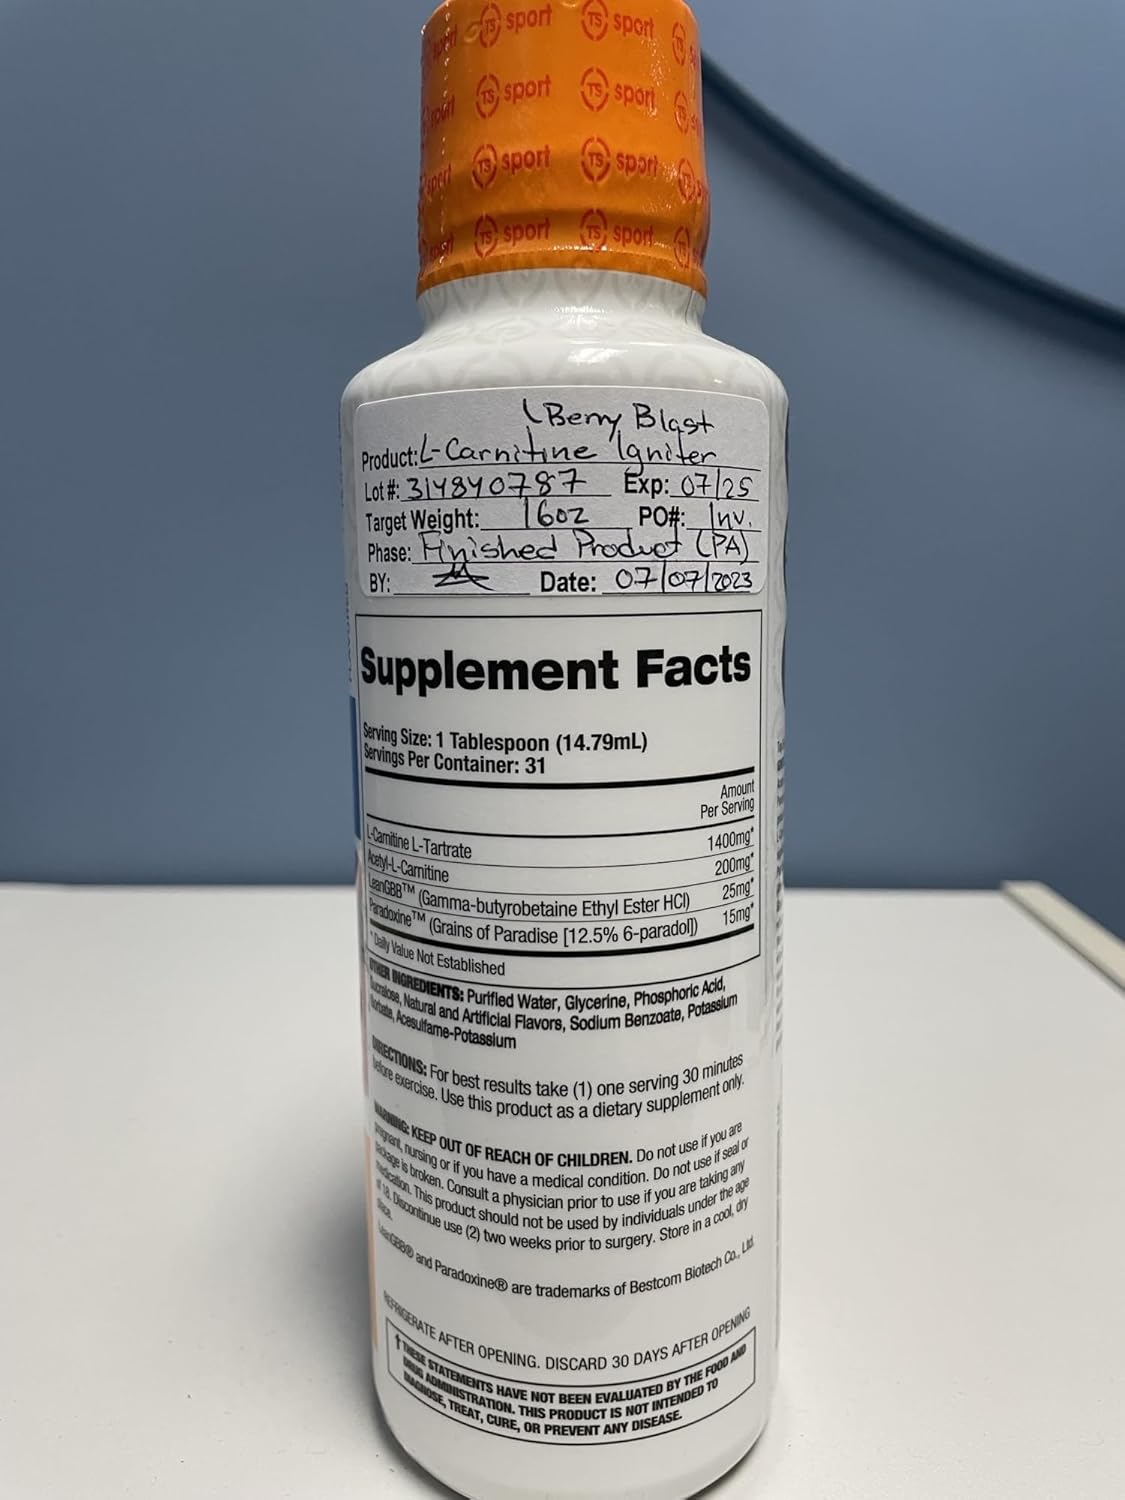 TS sport TS sport
TS sport TS sport
TS sport TS sport
TS sport TS sport
Berry Blast
Product: L-Carnitine Igniter
Lot #: 314840787 Exp: 07/25
Target Weight: 16oz PO#: Inv.
Phase: Finished Product (PA)
BY: Date: 07/07/2023
Supplement Facts
Serving Size: 1 Tablespoon (14.79mL)
Servings Per Container: 31
Amount
Per Serving
L-Carnitine L-Tartrate 1400mg*
Acetyl-L-Carnitine 200mg*
LeanGBB™ (Gamma-butyrobetaine Ethyl Ester HCl) 25mg*
Paradoxine™ (Grains of Paradise [12.5% 6-paradol]) 15mg*
* Daily Value Not Established
OTHER INGREDIENTS: Purified Water, Glycerine, Phosphoric Acid,
Sucralose, Natural and Artificial Flavors, Sodium Benzoate, Potassium
Sorbate, Acesulfame-Potassium
DIRECTIONS: For best results take (1) one serving 30 minutes
before exercise. Use this product as a dietary supplement only.
WARNING: KEEP OUT OF REACH OF CHILDREN. Do not use if you are
pregnant, nursing or if you have a medical condition. Do not use if seal or
package is broken. Consult a physician prior to use if you are taking any
medication. This product should not be used by individuals under the age
of 18. Discontinue use (2) two weeks prior to surgery. Store in a cool, dry
place.
LeanGBB® and Paradoxine® are trademarks of Bestcom Biotech Co., Ltd.
REFRIGERATE AFTER OPENING. DISCARD 30 DAYS AFTER OPENING
† THESE STATEMENTS HAVE NOT BEEN EVALUATED BY THE FOOD AND
DRUG ADMINISTRATION. THIS PRODUCT IS NOT INTENDED TO
DIAGNOSE, TREAT, CURE, OR PREVENT ANY DISEASE.